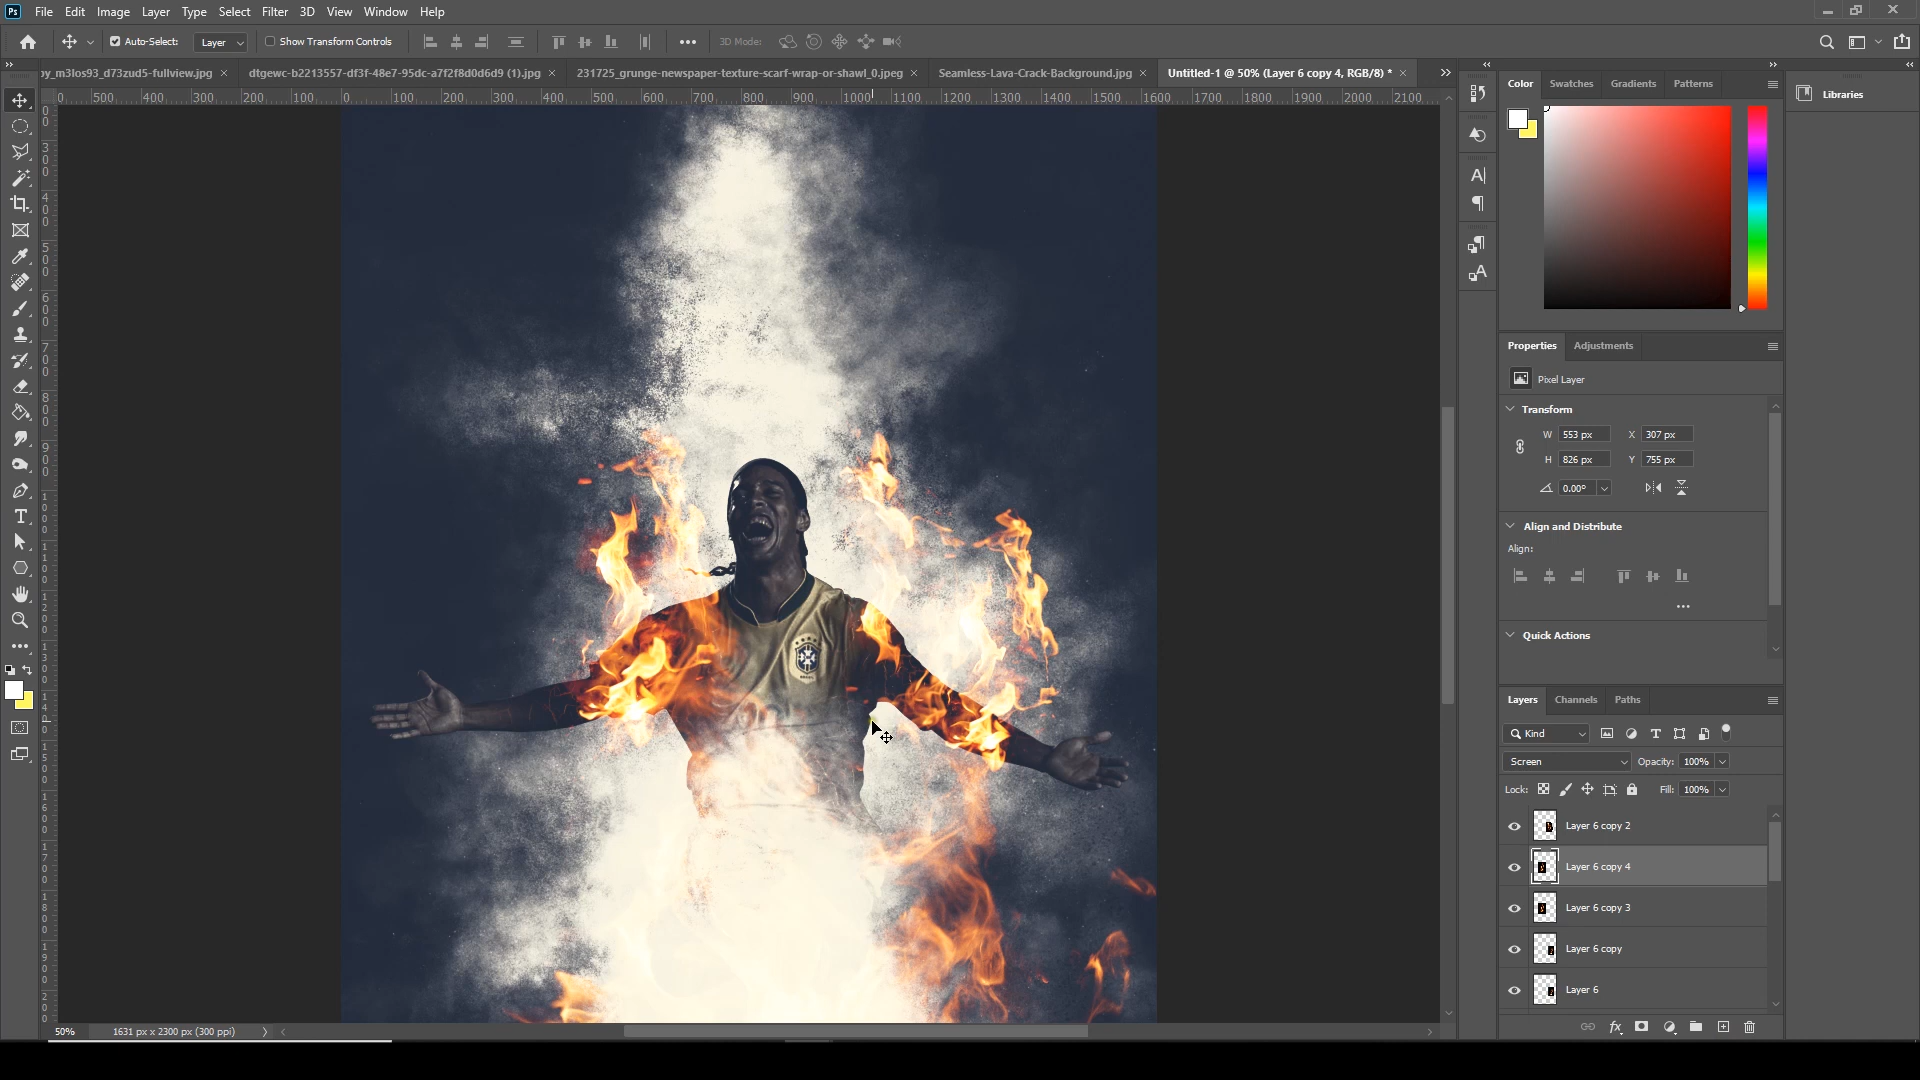 Ps File Edit Image Layer Type Select Filter 3D View Window Help
Auto-Select: Layer Show Transform Controls 3D Mode:
oy_m3los93_d73zud5-fullview.jpg × dtgewc-b2213557-df3f-48e7-95dc-a7f2f8d0d6d9 (1).jpg × 231725_grunge-newspaper-texture-scarf-wrap-or-shawl_0.jpeg × Seamless-Lava-Crack-Background.jpg × Untitled-1 @ 50% (Layer 6 copy 4, RGB/8) * ×
0 500 400 300 200 100 0 100 200 300 400 500 600 700 800 900 1000 1100 1200 1300 1400 1500 1600 1700 1800 1900 2000 2100
Color Swatches Gradients Patterns
Libraries
Properties Adjustments
Pixel Layer
Transform
W 553 px X 307 px
H 826 px Y 755 px
0.00°
Align and Distribute
Align:
Quick Actions
Layers Channels Paths
Kind
Screen Opacity: 100%
Lock: Fill: 100%
Layer 6 copy 2
Layer 6 copy 4
Layer 6 copy 3
Layer 6 copy
Layer 6
50% 1631 px x 2300 px (300 ppi)